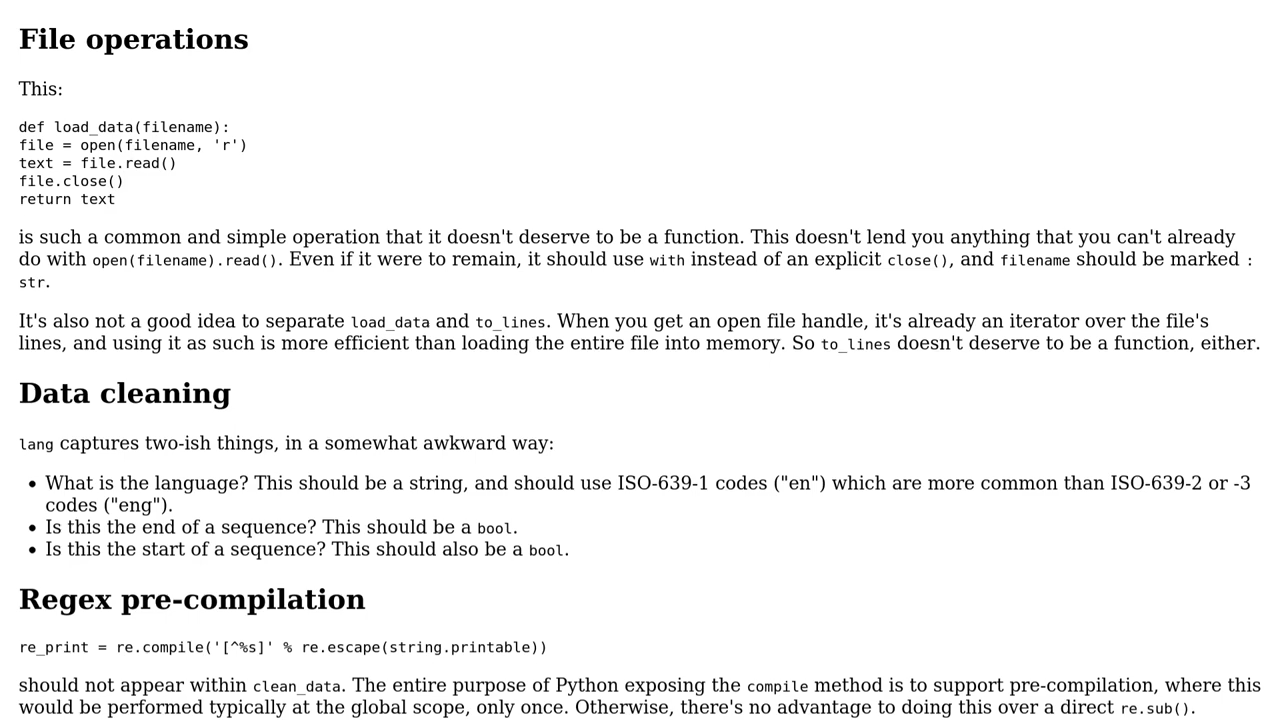 File operations
This:
def load_data(filename):
file = open(filename, 'r')
text = file.read()
file.close()
return text
is such a common and simple operation that it doesn't deserve to be a function. This doesn't lend you anything that you can't already
do with open(filename).read(). Even if it were to remain, it should use with instead of an explicit close(), and filename should be marked :
str.
It's also not a good idea to separate load_data and to_lines. When you get an open file handle, it's already an iterator over the file's
lines, and using it as such is more efficient than loading the entire file into memory. So to_lines doesn't deserve to be a function, either.
Data cleaning
lang captures two-ish things, in a somewhat awkward way:
• What is the language? This should be a string, and should use ISO-639-1 codes ("en") which are more common than ISO-639-2 or -3
codes ("eng").
• Is this the end of a sequence? This should be a bool.
• Is this the start of a sequence? This should also be a bool.
Regex pre-compilation
re_print = re.compile('[^%s]' % re.escape(string.printable))
should not appear within clean_data. The entire purpose of Python exposing the compile method is to support pre-compilation, where this
would be performed typically at the global scope, only once. Otherwise, there's no advantage to doing this over a direct re.sub().